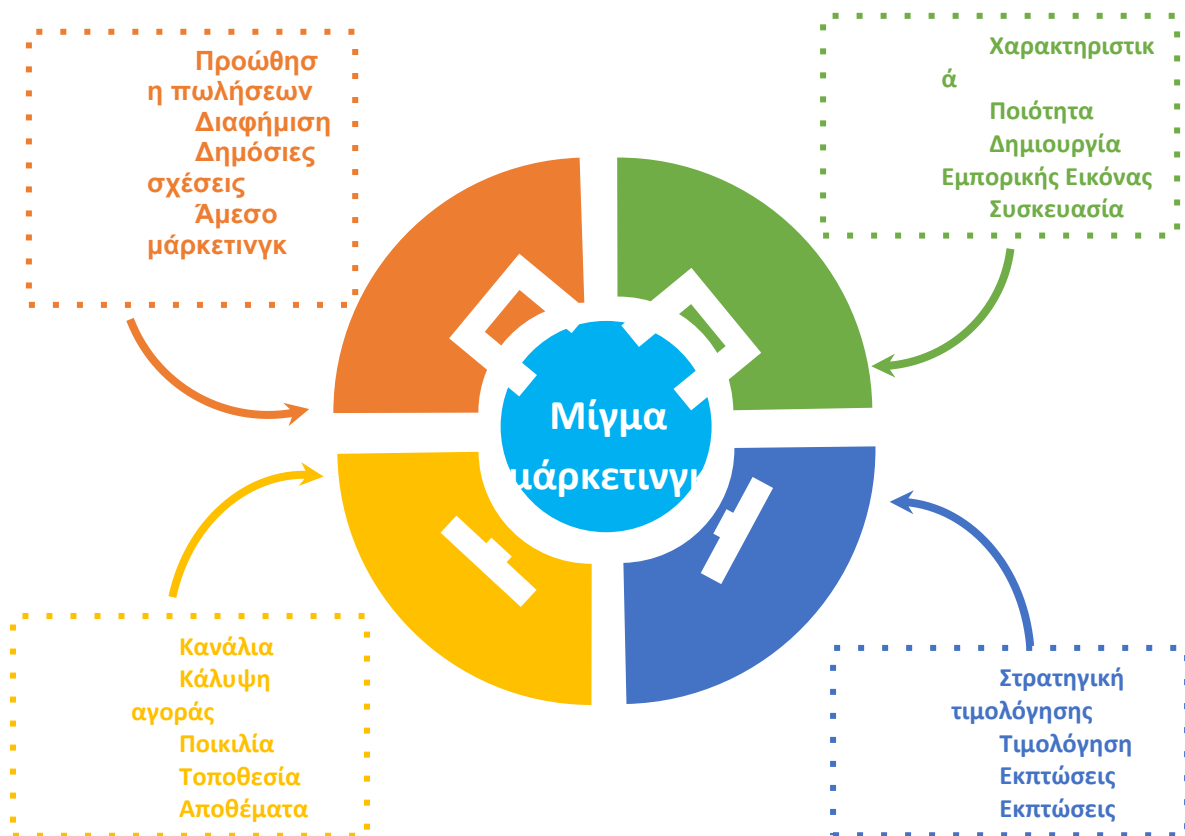 Προώθησ
η πωλήσεων
Διαφήμιση
Δημόσιες
σχέσεις
Άμεσο
μάρκετινγκ
Χαρακτηριστικ
ά
Ποιότητα
Δημιουργία
Εμπορικής Εικόνας
Συσκευασία
Μίγμα
μάρκετινγκ
Κανάλια
Κάλυψη
αγοράς
Ποικιλία
Τοποθεσία
Αποθέματα
Στρατηγική
τιμολόγησης
Τιμολόγηση
Εκπτώσεις
Εκπτώσεις